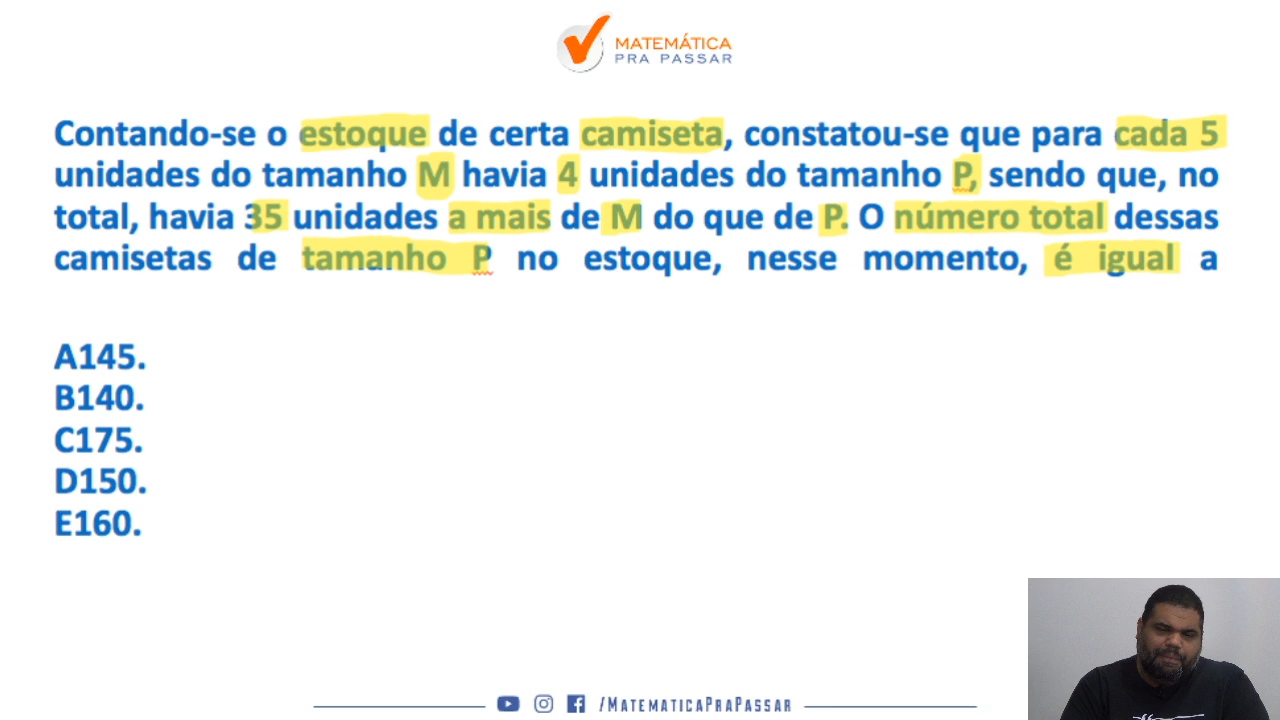 MATEMÁTICA
PRA PASSAR
Contando-se o estoque de certa camiseta, constatou-se que para cada 5
unidades do tamanho M havia 4 unidades do tamanho P, sendo que, no
total, havia 35 unidades a mais de M do que de P. O número total dessas
camisetas de tamanho P no estoque, nesse momento, é igual a
A145.
B140.
C175.
D150.
E160.
/MatematicaPraPassar